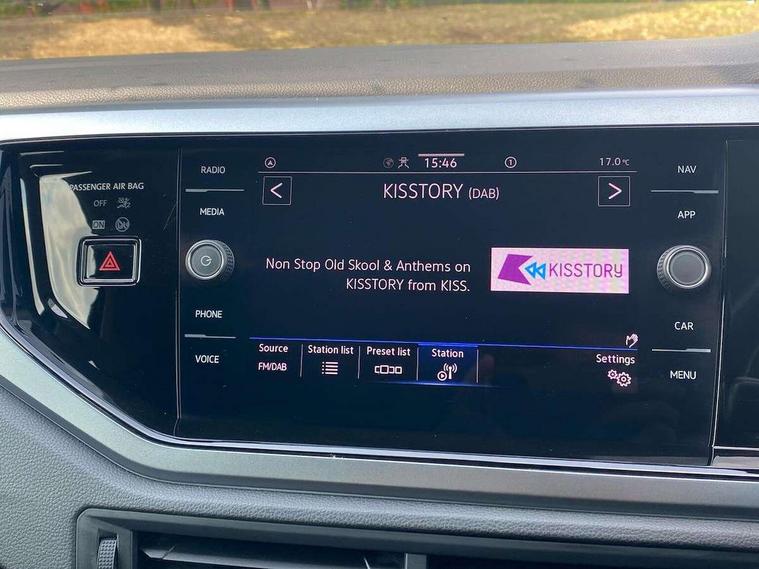 PASSENGER AIR BAG
OFF
ON
RADIO
MEDIA
PHONE
VOICE
15:46
1
17.0°C
KISSTORY (DAB)
Non Stop Old Skool & Anthems on
KISSTORY from KISS.
KISSTORY
Source
FM/DAB
Station list
Preset list
Station
Settings
NAV
APP
CAR
MENU